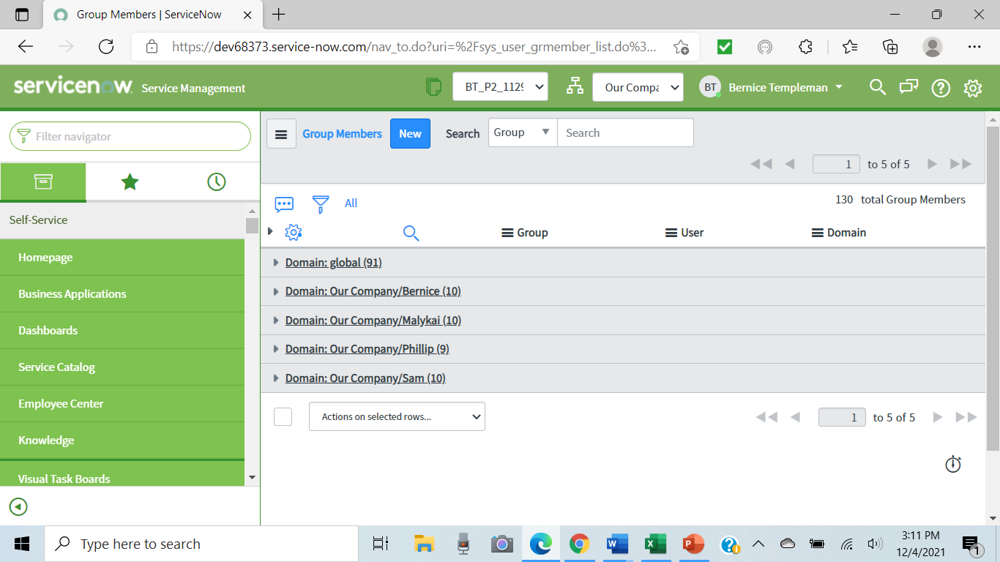 Group Members | ServiceNow
https://dev68373.service-now.com/nav_to.do?uri=%2Fsys_user_grmember_list.do%3...
servicenow Service Management
BT_P2_1129
Our Compa
BT Bernice Templeman
Filter navigator
Self-Service
Homepage
Business Applications
Dashboards
Service Catalog
Employee Center
Knowledge
Visual Task Boards
Group Members New Search Group Search
1 to 5 of 5
All
130 total Group Members
Group User Domain
Domain: global (91)
Domain: Our Company/Bernice (10)
Domain: Our Company/Malykai (10)
Domain: Our Company/Phillip (9)
Domain: Our Company/Sam (10)
Actions on selected rows...
1 to 5 of 5
Type here to search
W X P
3:11 PM
12/4/2021
1